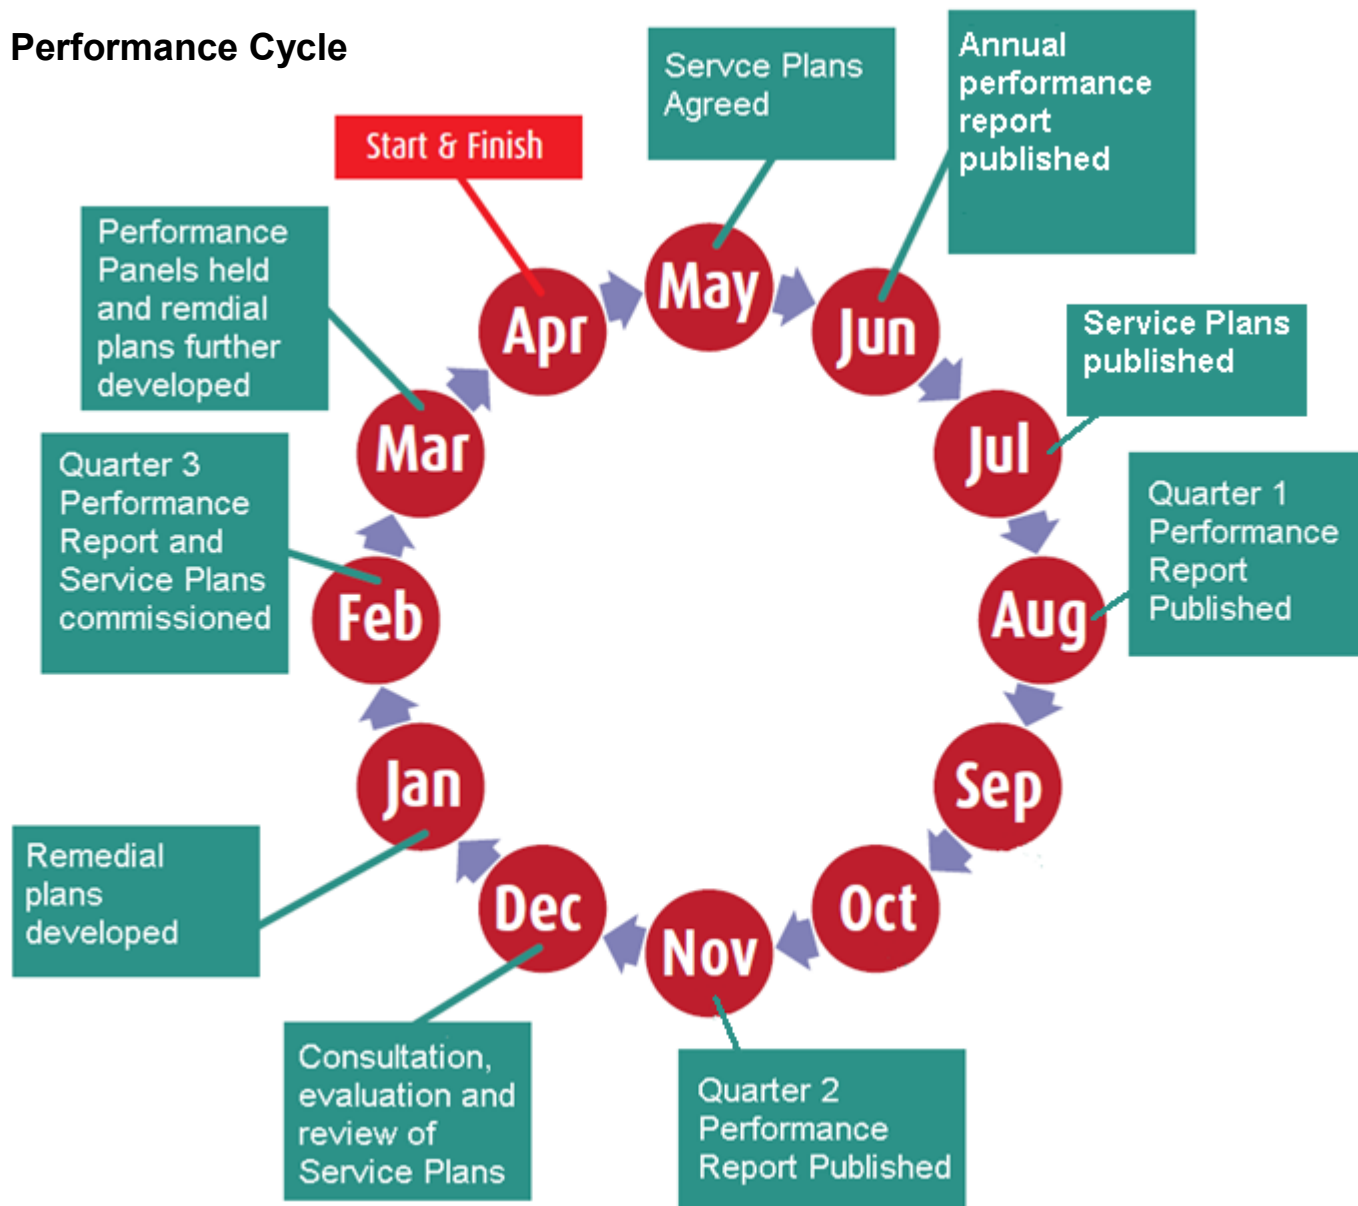 Performance Cycle
Start & Finish
Servce Plans
Agreed
Annual
performance
report
published
Service Plans
published
Quarter 1
Performance
Report
Published
Quarter 2
Performance
Report Published
Consultation,
evaluation and
review of
Service Plans
Remedial
plans
developed
Quarter 3
Performance
Report and
Service Plans
commissioned
Performance
Panels held
and remdial
plans further
developed
Apr
May
Jun
Jul
Aug
Sep
Oct
Nov
Dec
Jan
Feb
Mar